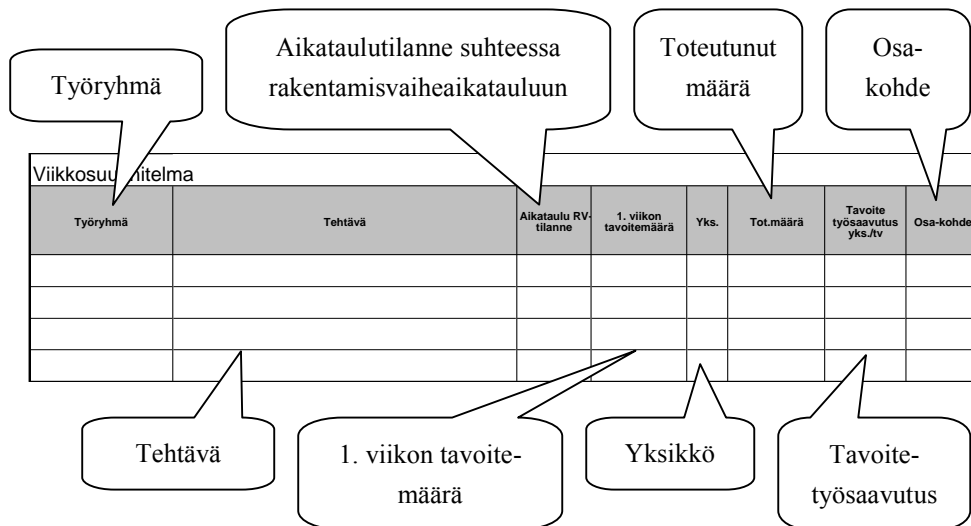 Työryhmä
Aikataulutilanne suhteessa
rakentamisvaiheaikatauluun
Toteutunut
määrä
Osa-
kohde
Viikkosuunnitelma
Työryhmä
Tehtävä
Aikataulu RV-
tilanne
1. viikon
tavoitemäärä
Yks.
Tot.määrä
Tavoite
työsaavutus
yks./tv
Osa-kohde
Tehtävä
1. viikon tavoite-
määrä
Yksikkö
Tavoite-
työsaavutus